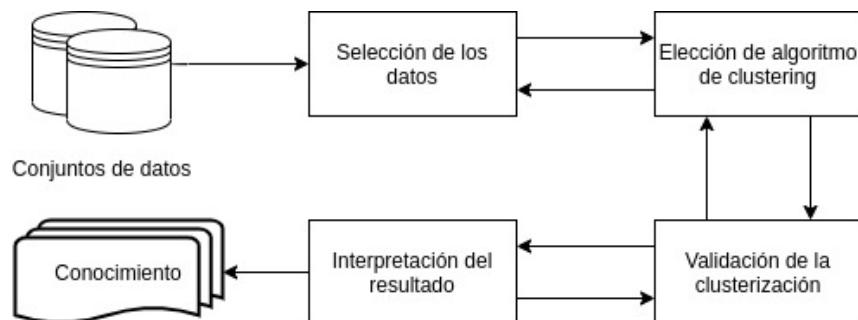 Selección de los
datos
Elección de algoritmo
de clustering
Conjuntos de datos
Conocimiento
Interpretación del
resultado
Validación de la
clusterización